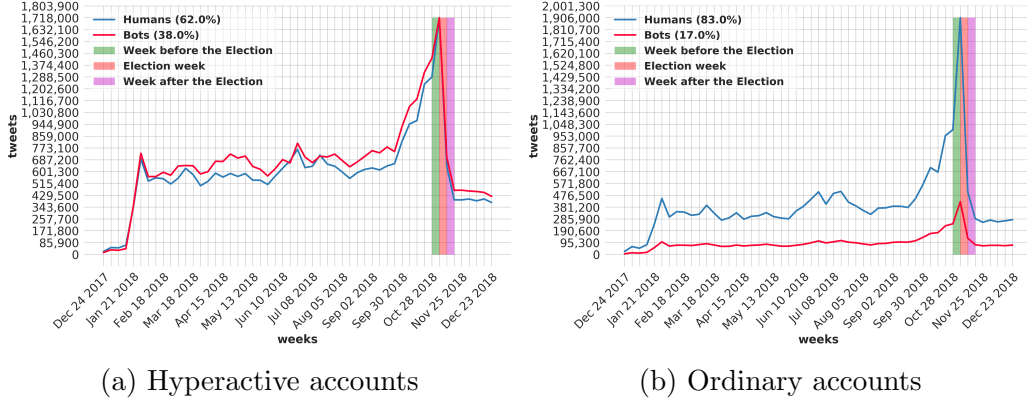 1,803,900
1,718,000
1,632,100
1,546,200
1,460,300
1,374,400
1,288,500
1,202,600
1,116,700
1,030,800
944,900
859,000
773,100
687,200
601,300
515,400
429,500
343,600
257,700
171,800
85,900
0
tweets
Humans (62.0%)
Bots (38.0%)
Week before the Election
Election week
Week after the Election
Dec 24 2017
Jan 21 2018
Feb 18 2018
Mar 18 2018
Apr 15 2018
May 13 2018
Jun 10 2018
Jul 08 2018
Aug 05 2018
Sep 02 2018
Sep 30 2018
Oct 28 2018
Nov 25 2018
Dec 23 2018
weeks
(a) Hyperactive accounts
2,001,300
1,906,000
1,810,700
1,715,400
1,620,100
1,524,800
1,429,500
1,334,200
1,238,900
1,143,600
1,048,300
953,000
857,700
762,400
667,100
571,800
476,500
381,200
285,900
190,600
95,300
0
tweets
Humans (83.0%)
Bots (17.0%)
Week before the Election
Election week
Week after the Election
Dec 24 2017
Jan 21 2018
Feb 18 2018
Mar 18 2018
Apr 15 2018
May 13 2018
Jun 10 2018
Jul 08 2018
Aug 05 2018
Sep 02 2018
Sep 30 2018
Oct 28 2018
Nov 25 2018
Dec 23 2018
weeks
(b) Ordinary accounts